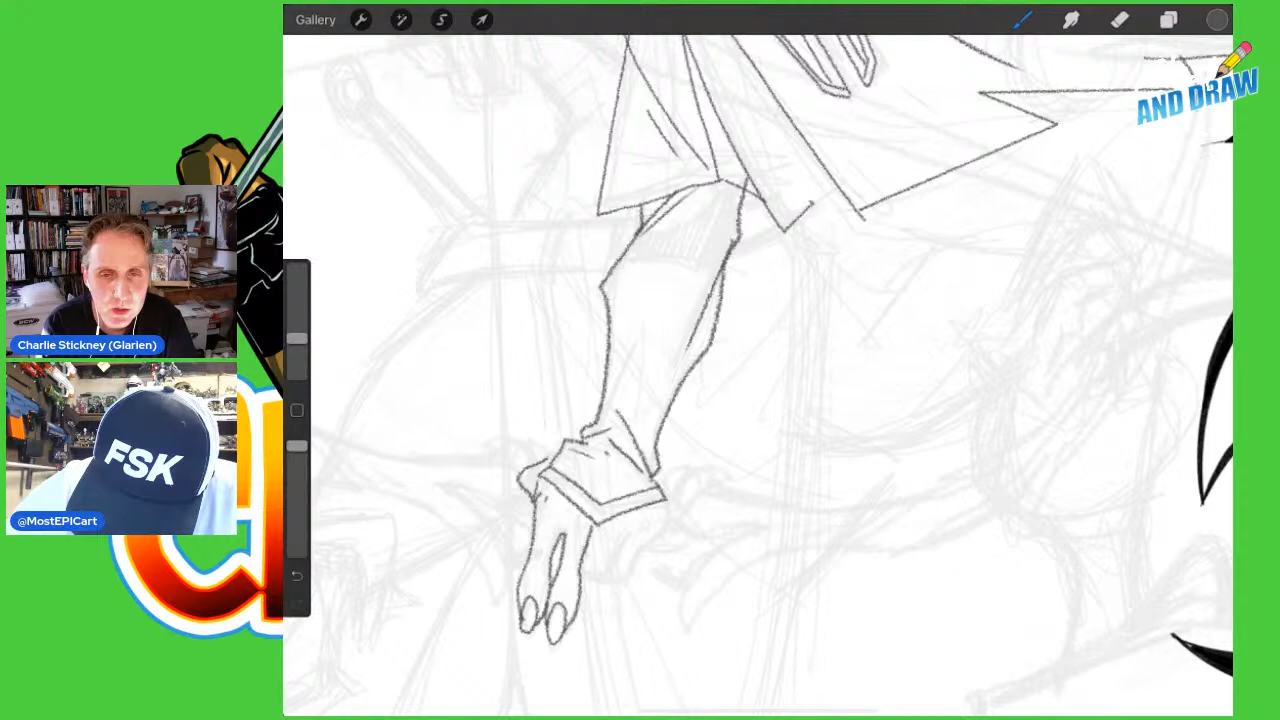 Gallery
AND DRAW
Charlie Stickney (Glarien)
FSK
@MostEPICart